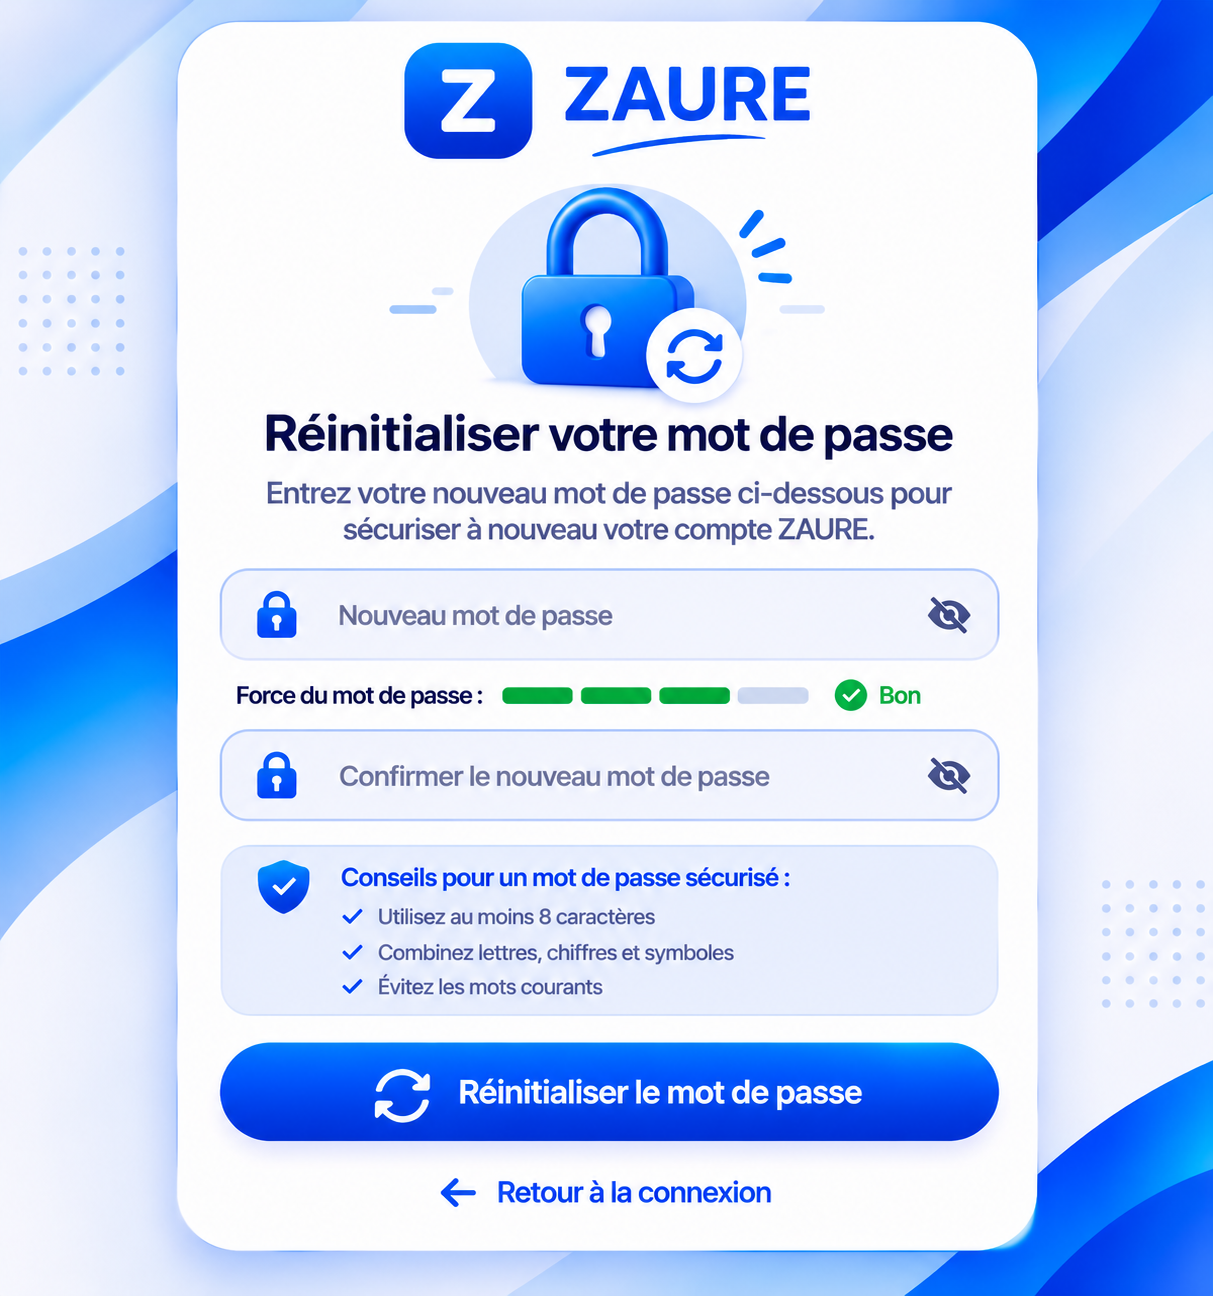 Z
ZAURE
Réinitialiser votre mot de passe
Entrez votre nouveau mot de passe ci-dessous pour
sécuriser à nouveau votre compte ZAURE.
Nouveau mot de passe
Force du mot de passe : Bon
Confirmer le nouveau mot de passe
Conseils pour un mot de passe sécurisé :
Utilisez au moins 8 caractères
Combinez lettres, chiffres et symboles
Évitez les mots courants
Réinitialiser le mot de passe
Retour à la connexion